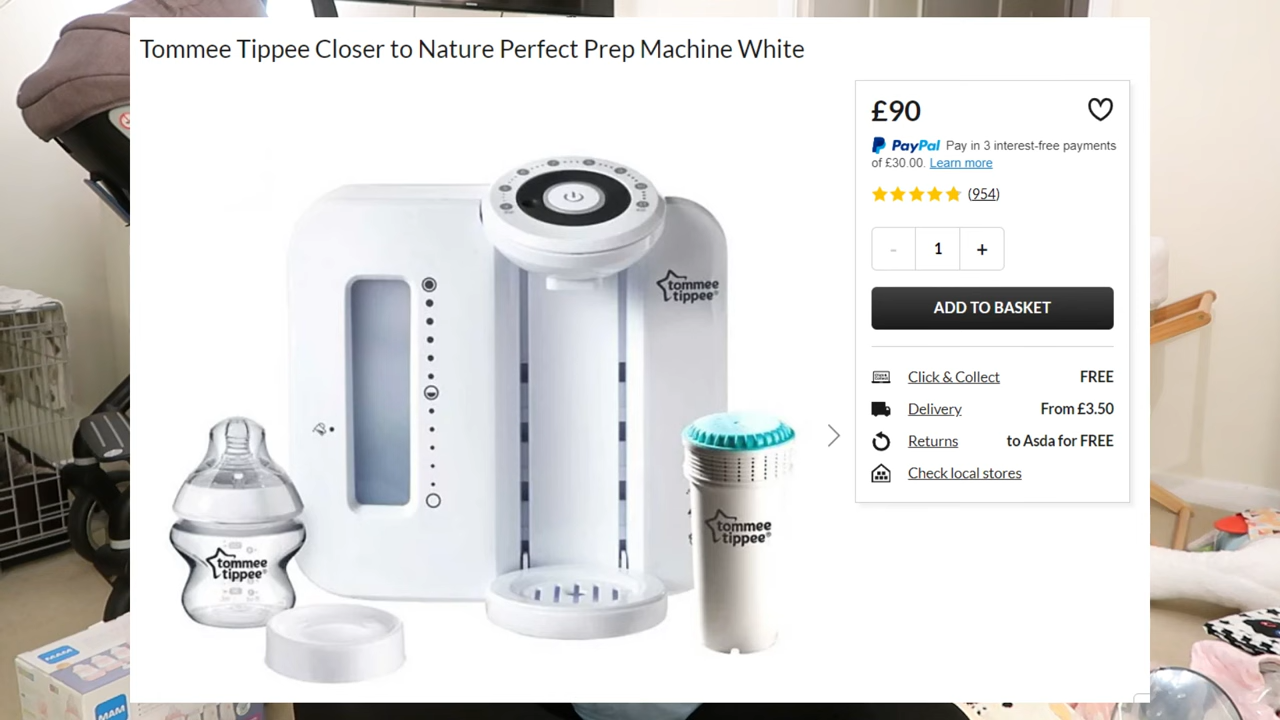 Tommee Tippee Closer to Nature Perfect Prep Machine White
£90
PayPal Pay in 3 interest-free payments
of £30.00. Learn more
(954)
- 1 +
ADD TO BASKET
Click & Collect FREE
Delivery From £3.50
Returns to Asda for FREE
Check local stores
tommee
tippee®
tommee
tippee®
tommee
tippee®
MAM
MAM